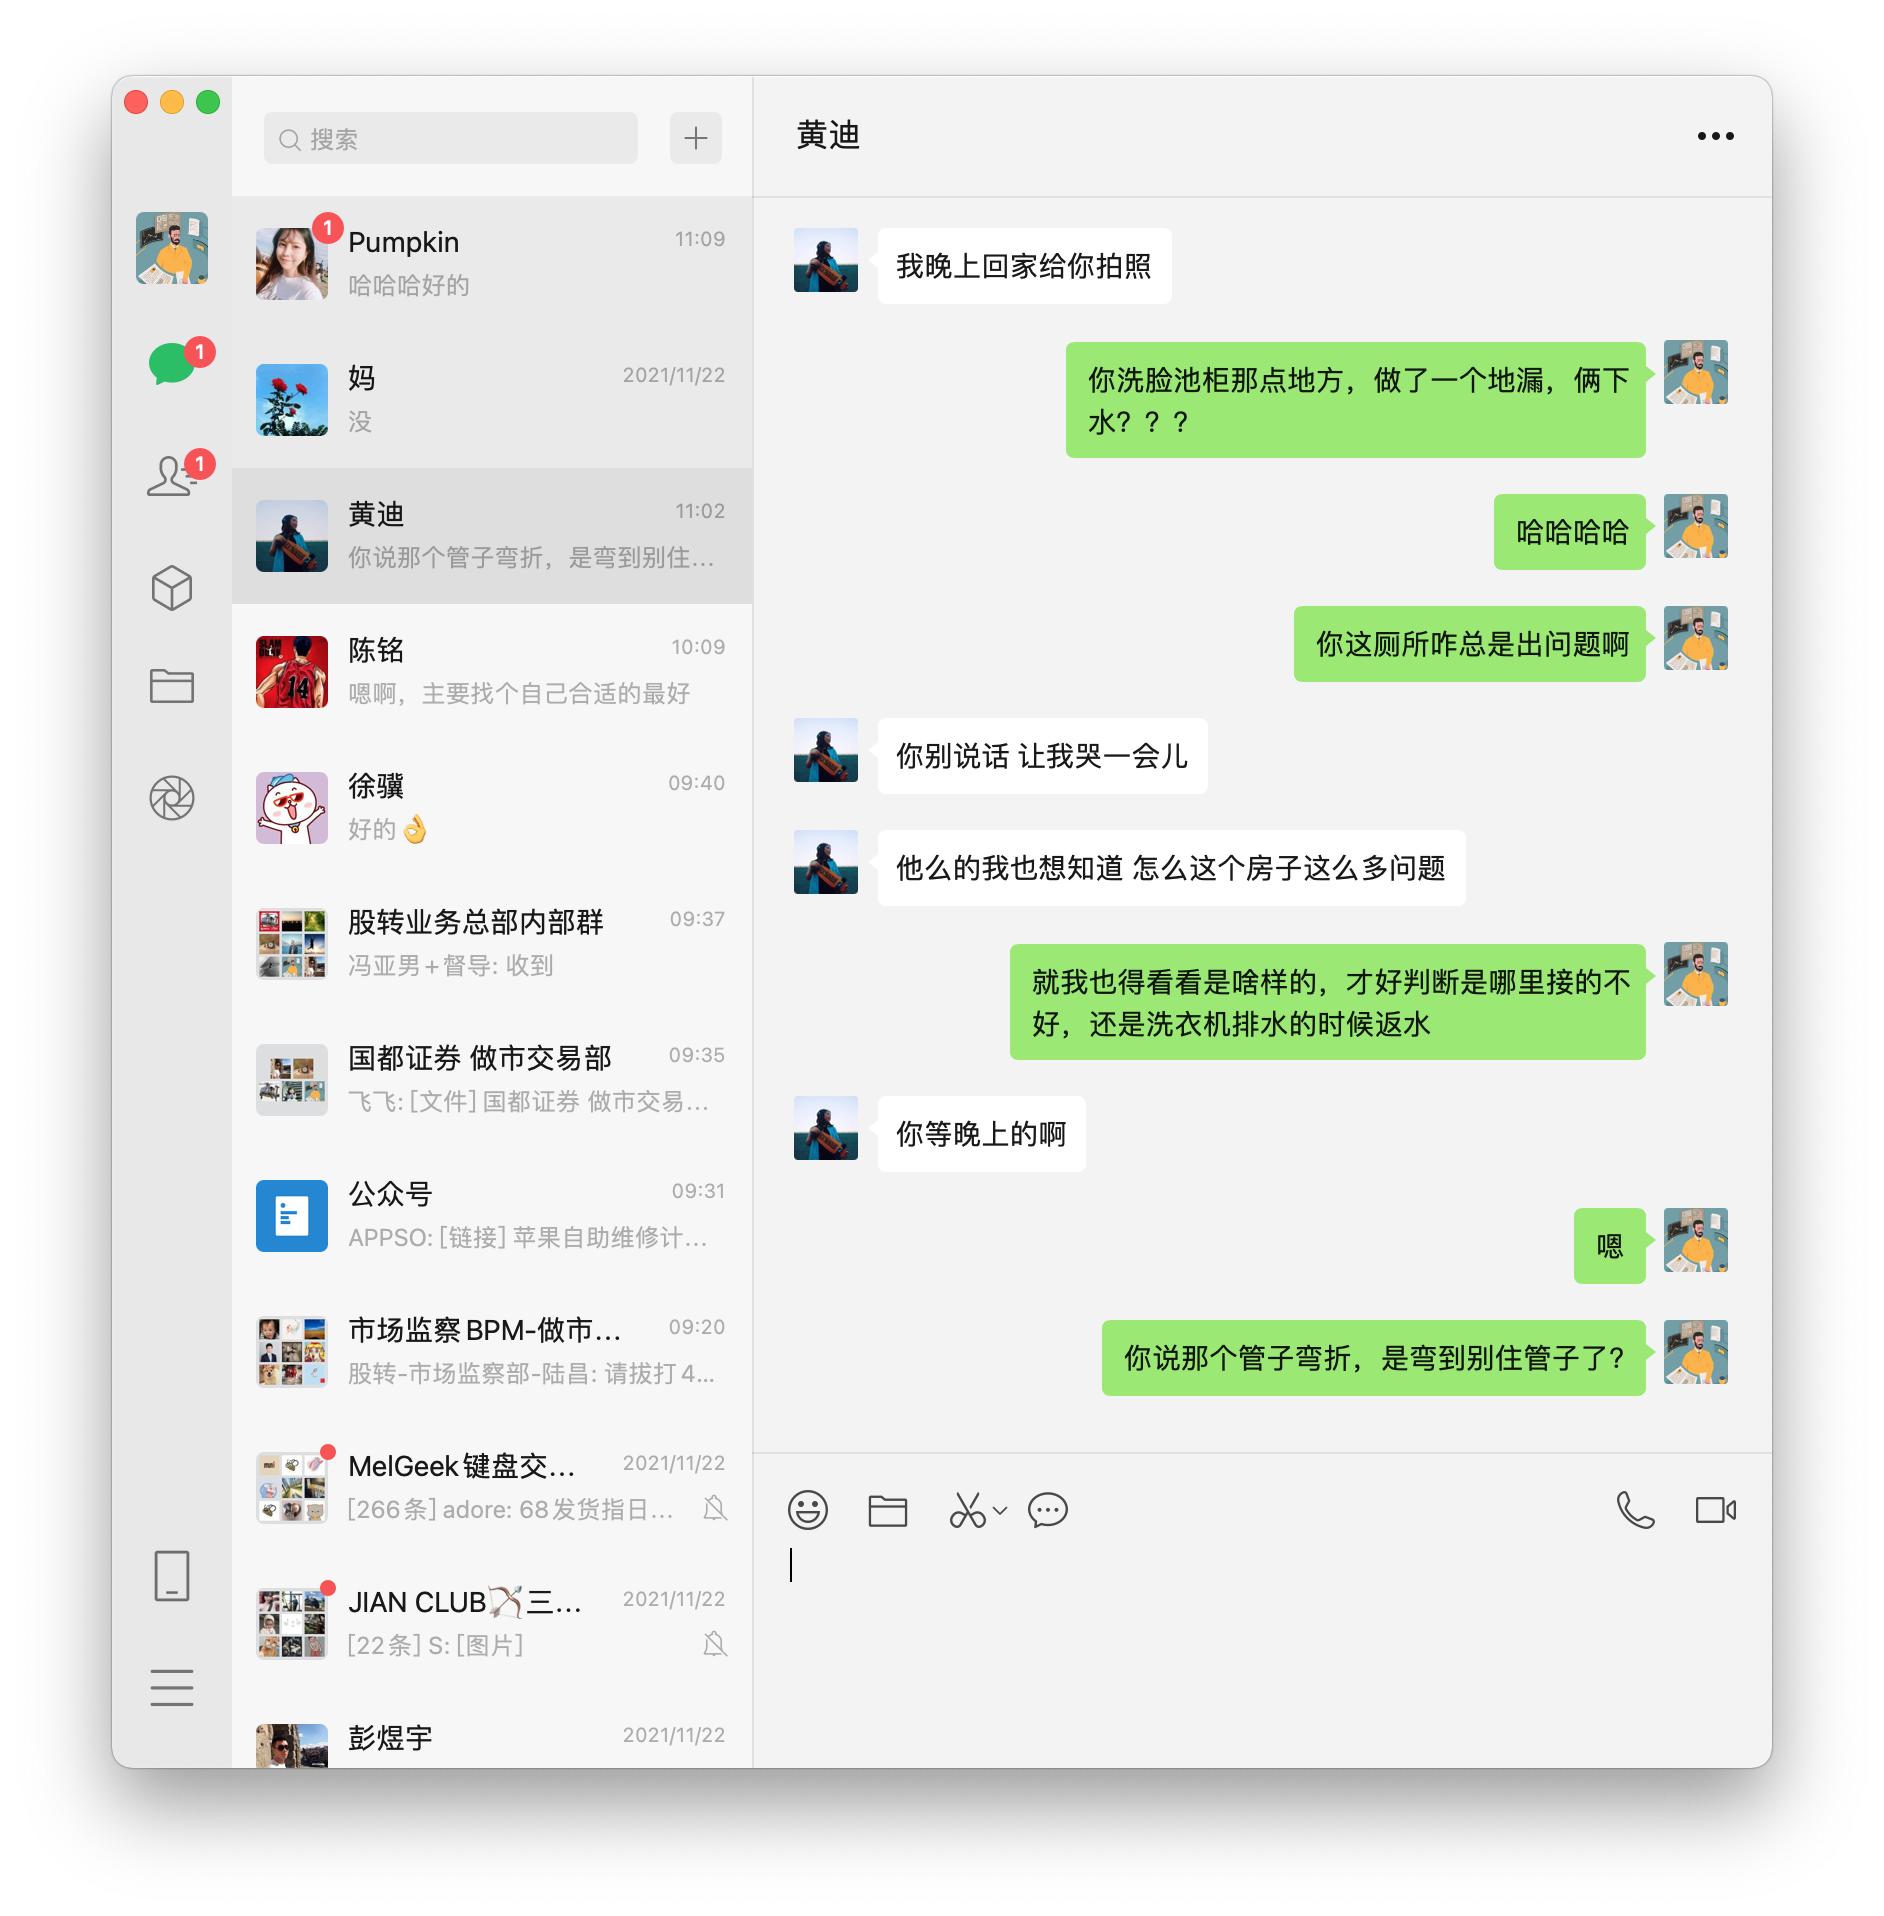 搜索
1
1
1
Pumpkin
11:09
哈哈哈好的
妈
2021/11/22
没
黄迪
11:02
你说那个管子弯折，是弯到别住...
陈铭
10:09
嗯啊，主要找个自己合适的最好
徐骥
09:40
好的👌
股转业务总部内部群
09:37
冯亚男+督导: 收到
国都证券 做市交易部
09:35
飞飞: [文件] 国都证券 做市交易...
公众号
09:31
APPSO: [链接] 苹果自助维修计...
市场监察BPM-做市...
09:20
股转-市场监察部-陆昌: 请拔打4...
MelGeek键盘交...
2021/11/22
[266条] adore: 68发货指日...
JIAN CLUB🏹三...
2021/11/22
[22条] S: [图片]
彭煜宇
2021/11/22
黄迪
我晚上回家给你拍照
你洗脸池柜那点地方，做了一个地漏，俩下
水？？？
哈哈哈哈
你这厕所咋总是出问题啊
你别说话 让我哭一会儿
他么的我也想知道 怎么这个房子这么多问题
就我也得看看是啥样的，才好判断是哪里接的不
好，还是洗衣机排水的时候返水
你等晚上的啊
嗯
你说那个管子弯折，是弯到别住管子了?